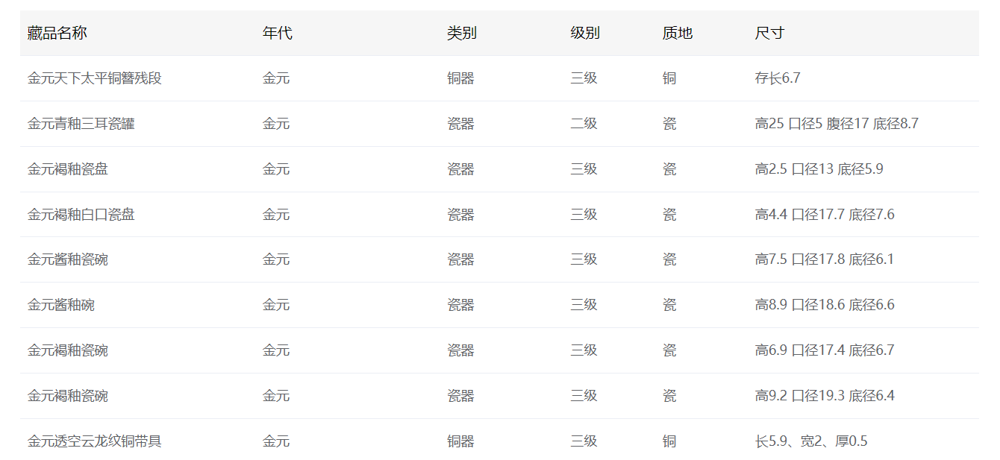 藏品名称 年代 类别 级别 质地 尺寸
金元天下太平铜簪残段 金元 铜器 三级 铜 存长6.7
金元青釉三耳瓷罐 金元 瓷器 二级 瓷 高25 口径5 腹径17 底径8.7
金元褐釉瓷盘 金元 瓷器 三级 瓷 高2.5 口径13 底径5.9
金元褐釉白口瓷盘 金元 瓷器 三级 瓷 高4.4 口径17.7 底径7.6
金元酱釉瓷碗 金元 瓷器 三级 瓷 高7.5 口径17.8 底径6.1
金元酱釉碗 金元 瓷器 三级 瓷 高8.9 口径18.6 底径6.6
金元褐釉瓷碗 金元 瓷器 三级 瓷 高6.9 口径17.4 底径6.7
金元褐釉瓷碗 金元 瓷器 三级 瓷 高9.2 口径19.3 底径6.4
金元透空云龙纹铜带具 金元 铜器 三级 铜 长5.9、宽2、厚0.5